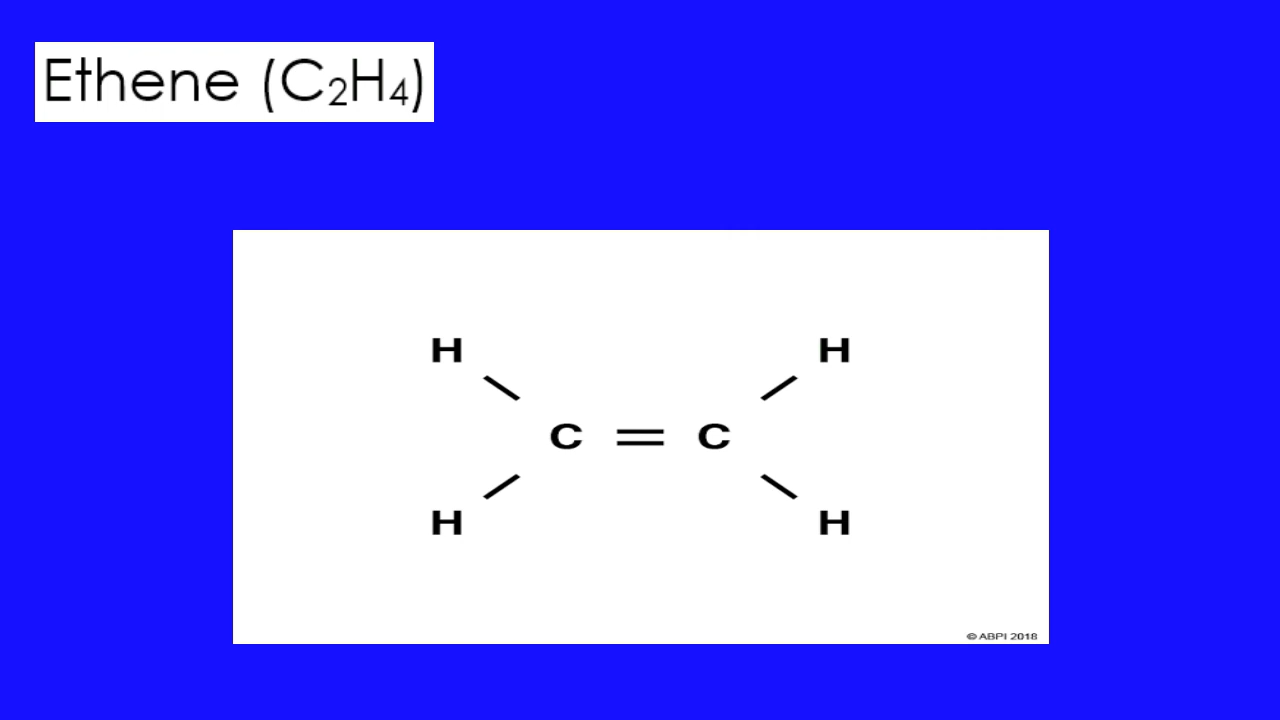 Ethene (C₂H₄)
H H
C = C
H H
© ABPI 2018